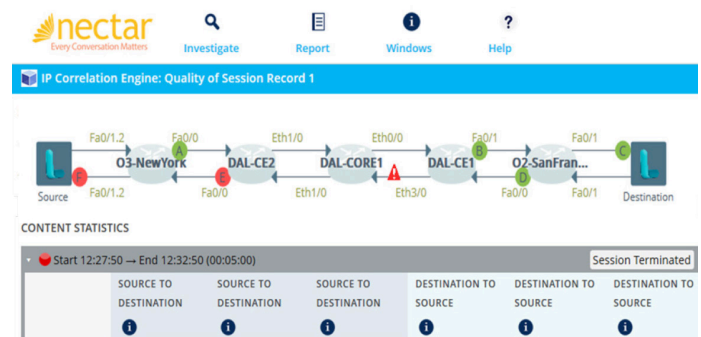 nectar
Every Conversation Matters
Investigate
Report
Windows
Help
IP Correlation Engine: Quality of Session Record 1
Fa0/1.2 Fa0/0 Eth1/0 Eth0/0 Fa0/1 Fa0/1
A B C
O3-NewYork DAL-CE2 DAL-CORE1 DAL-CE1 O2-SanFran...
F E D
Source Fa0/1.2 Fa0/0 Eth1/0 Eth3/0 Fa0/0 Fa0/1 Destination
CONTENT STATISTICS
Start 12:27:50 → End 12:32:50 (00:05:00) Session Terminated
SOURCE TO SOURCE TO SOURCE TO DESTINATION TO DESTINATION TO DESTINATION TO
DESTINATION DESTINATION DESTINATION SOURCE SOURCE SOURCE